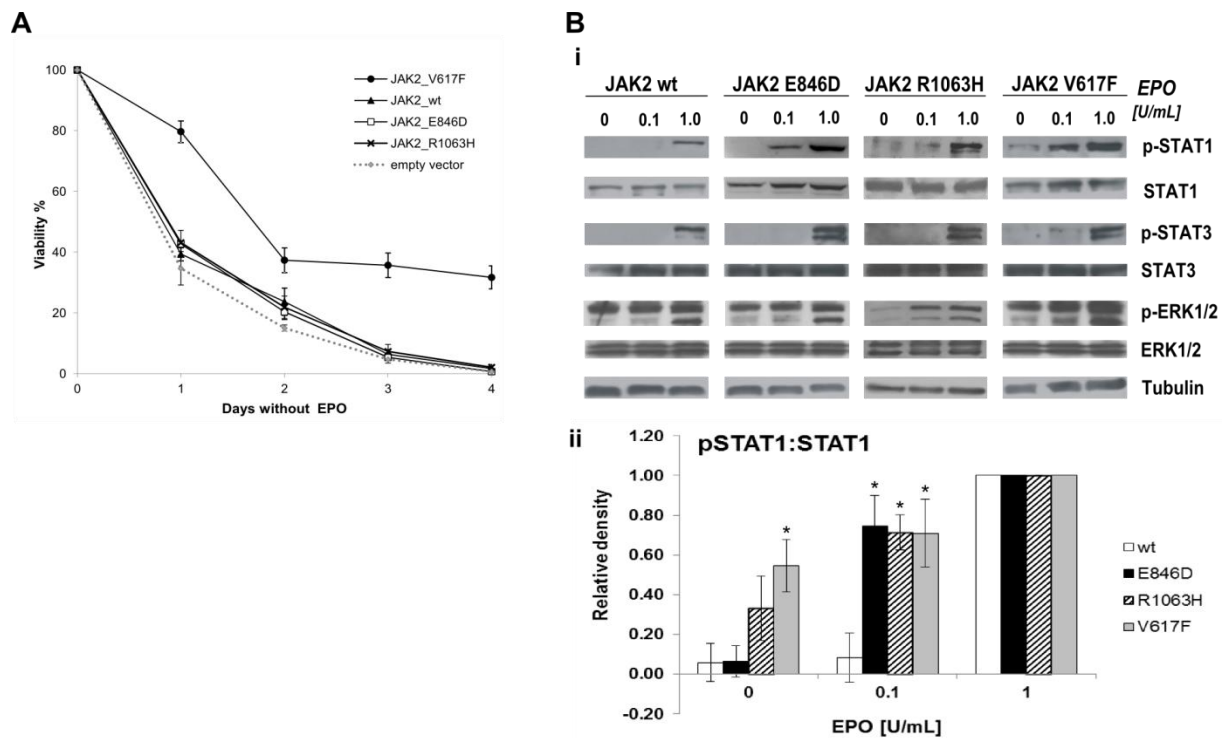 A
100
80
60
40
20
0
Viability %
0 1 2 3 4
Days without EPO
JAK2_V617F
JAK2_wt
JAK2_E846D
JAK2_R1063H
empty vector
B
i
JAK2 wt JAK2 E846D JAK2 R1063H JAK2 V617F EPO
0 0.1 1.0 0 0.1 1.0 0 0.1 1.0 0 0.1 1.0 [U/mL]
p-STAT1
STAT1
p-STAT3
STAT3
p-ERK1/2
ERK1/2
Tubulin
ii
pSTAT1:STAT1
1.20
1.00
0.80
0.60
0.40
0.20
0.00
-0.20
Relative density
* * * *
0 0.1 1
EPO [U/mL]
wt
E846D
R1063H
V617F